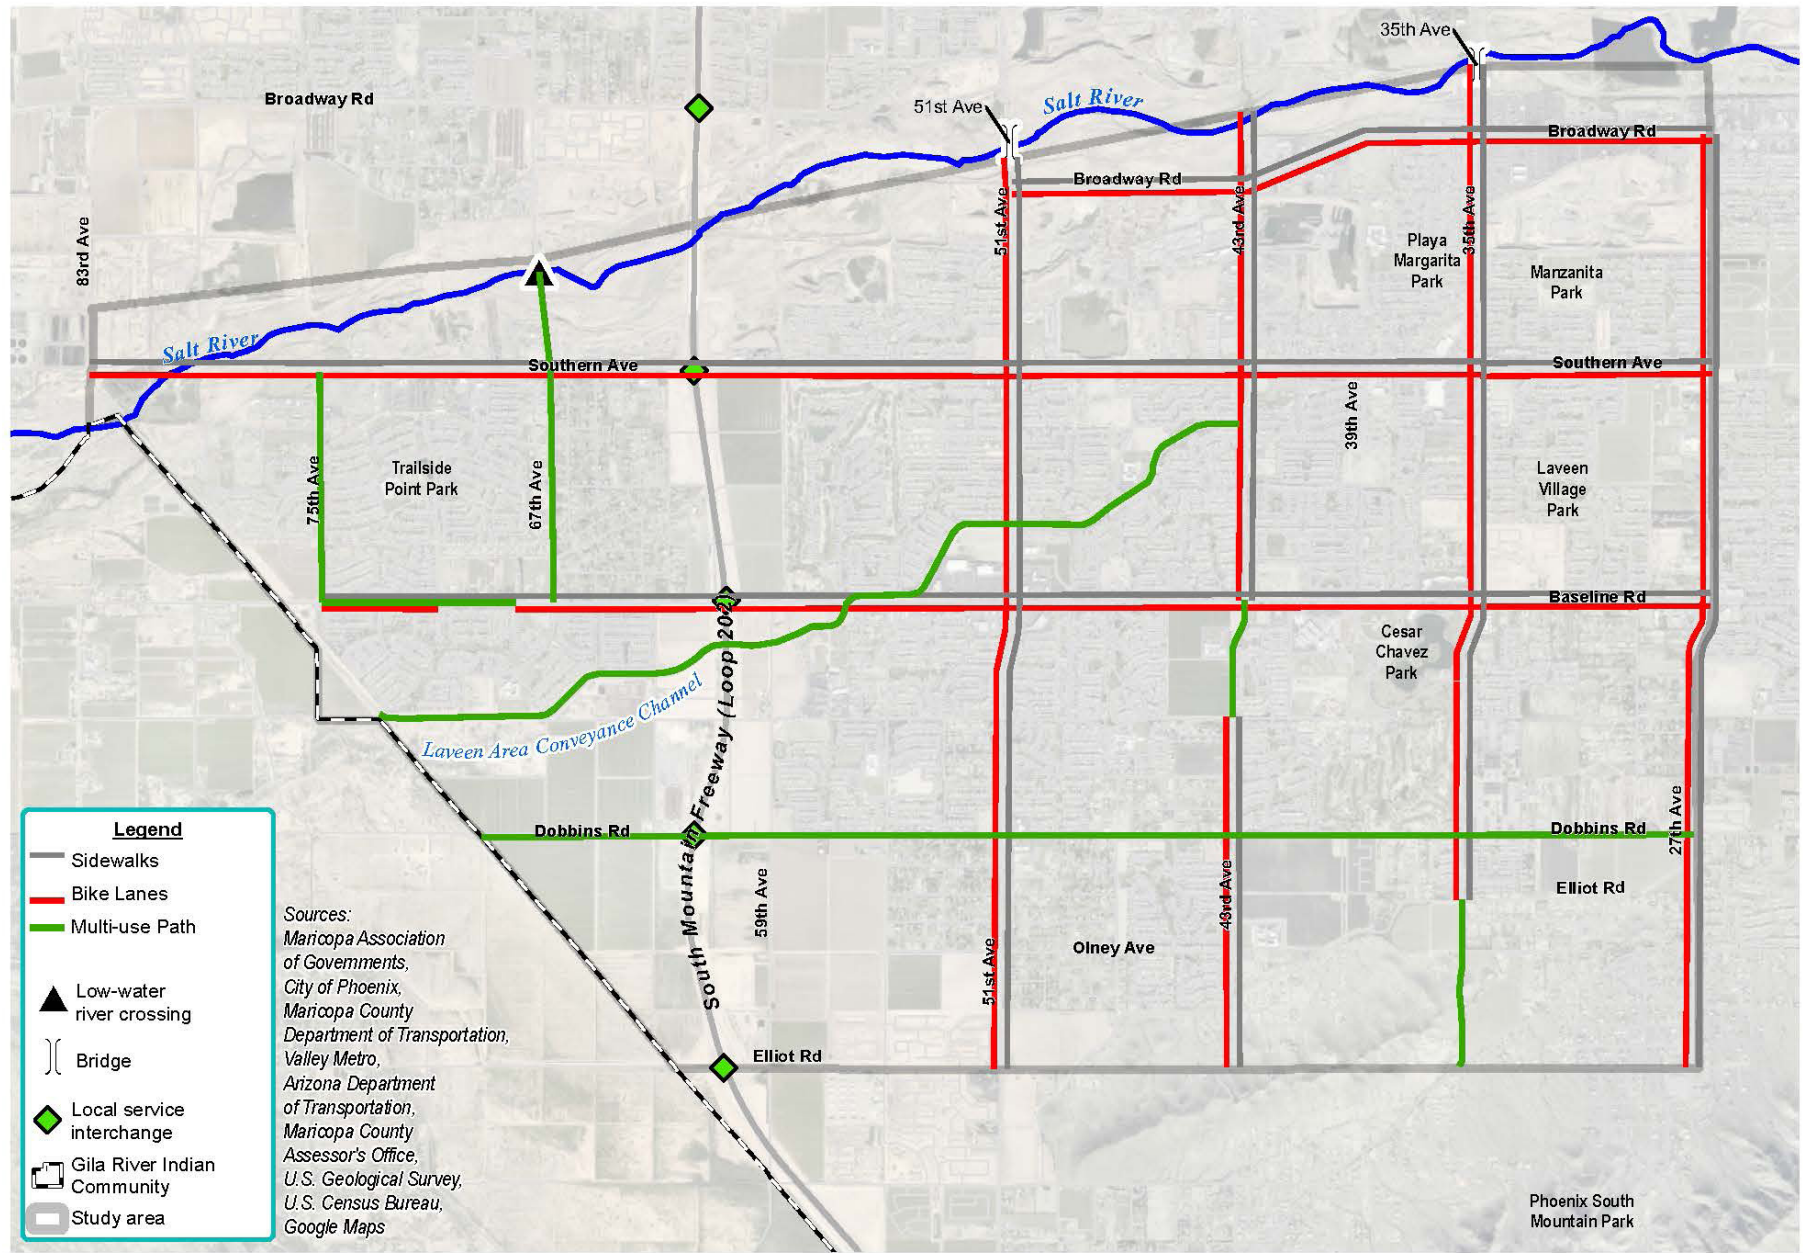 35th Ave
Broadway Rd
51st Ave
Salt River
Broadway Rd
Broadway Rd
83rd Ave
51st Ave
43rd Ave
35th Ave
Playa
Margarita
Park
Manzanita
Park
Salt River
Southern Ave
Southern Ave
39th Ave
75th Ave
Trailside
Point Park
67th Ave
Laveen
Village
Park
Baseline Rd
Cesar
Chavez
Park
Laveen Area Conveyance Channel
South Mountain Freeway (Loop 202)
Dobbins Rd
Dobbins Rd
27th Ave
59th Ave
43rd Ave
Elliot Rd
51st Ave
Olney Ave
Elliot Rd
Phoenix South
Mountain Park
Legend
Sidewalks
Bike Lanes
Multi-use Path
Low-water
river crossing
Bridge
Local service
interchange
Gila River Indian
Community
Study area
Sources:
Maricopa Association
of Governments,
City of Phoenix,
Maricopa County
Department of Transportation,
Valley Metro,
Arizona Department
of Transportation,
Maricopa County
Assessor's Office,
U.S. Geological Survey,
U.S. Census Bureau,
Google Maps